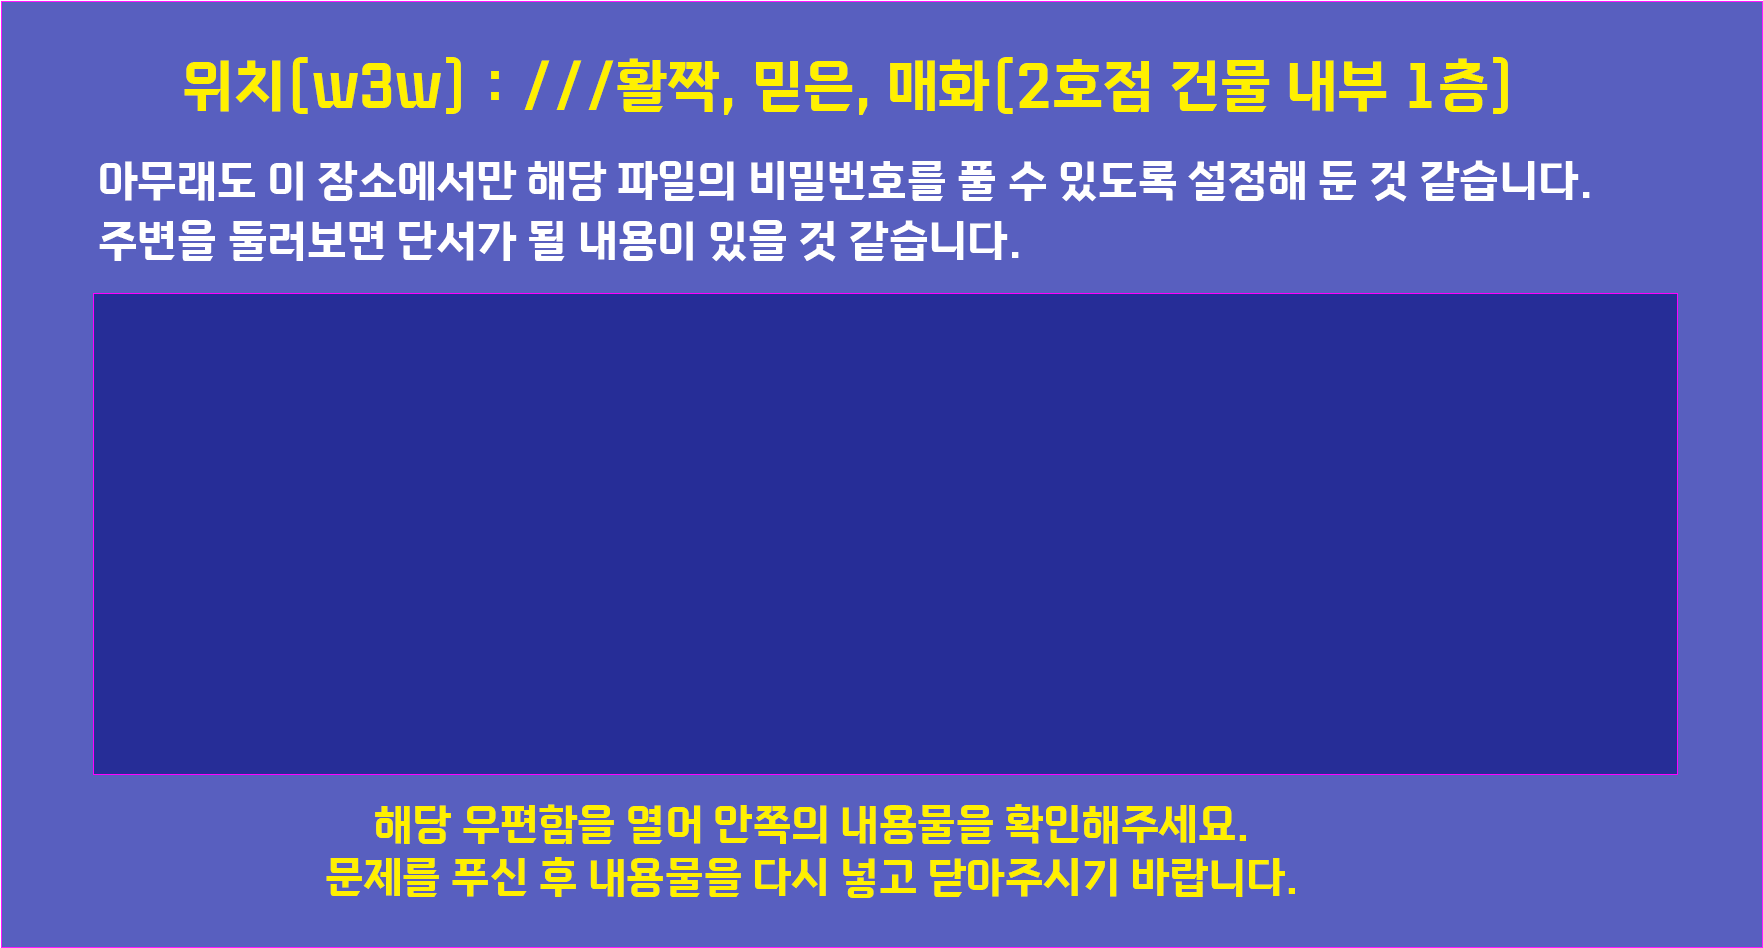 위치(w3w) : ///활짝, 믿은, 매화(2호점 건물 내부 1층)
아무래도 이 장소에서만 해당 파일의 비밀번호를 풀 수 있도록 설정해 둔 것 같습니다.
주변을 둘러보면 단서가 될 내용이 있을 것 같습니다.
해당 우편함을 열어 안쪽의 내용물을 확인해주세요.
문제를 푸신 후 내용물을 다시 넣고 닫아주시기 바랍니다.